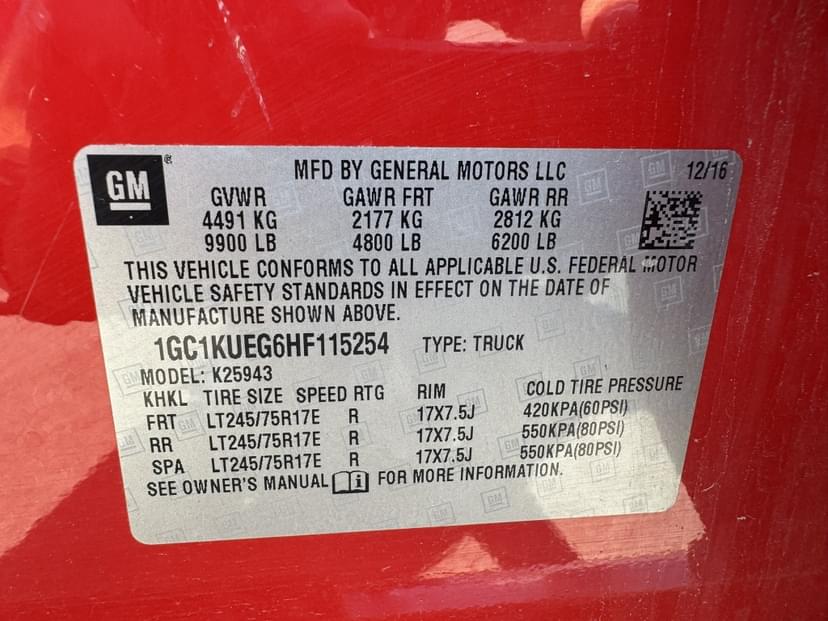 GM® MFD BY GENERAL MOTORS LLC 12/16
GVWR GAWR FRT GAWR RR
4491 KG 2177 KG 2812 KG
9900 LB 4800 LB 6200 LB
THIS VEHICLE CONFORMS TO ALL APPLICABLE U.S. FEDERAL MOTOR
VEHICLE SAFETY STANDARDS IN EFFECT ON THE DATE OF
MANUFACTURE SHOWN ABOVE.
1GC1KUEG6HF115254 TYPE: TRUCK
MODEL: K25943
KHKL TIRE SIZE SPEED RTG RIM COLD TIRE PRESSURE
FRT LT245/75R17E R 17X7.5J 420KPA(60PSI)
RR LT245/75R17E R 17X7.5J 550KPA(80PSI)
SPA LT245/75R17E R 17X7.5J 550KPA(80PSI)
SEE OWNER'S MANUAL i FOR MORE INFORMATION.